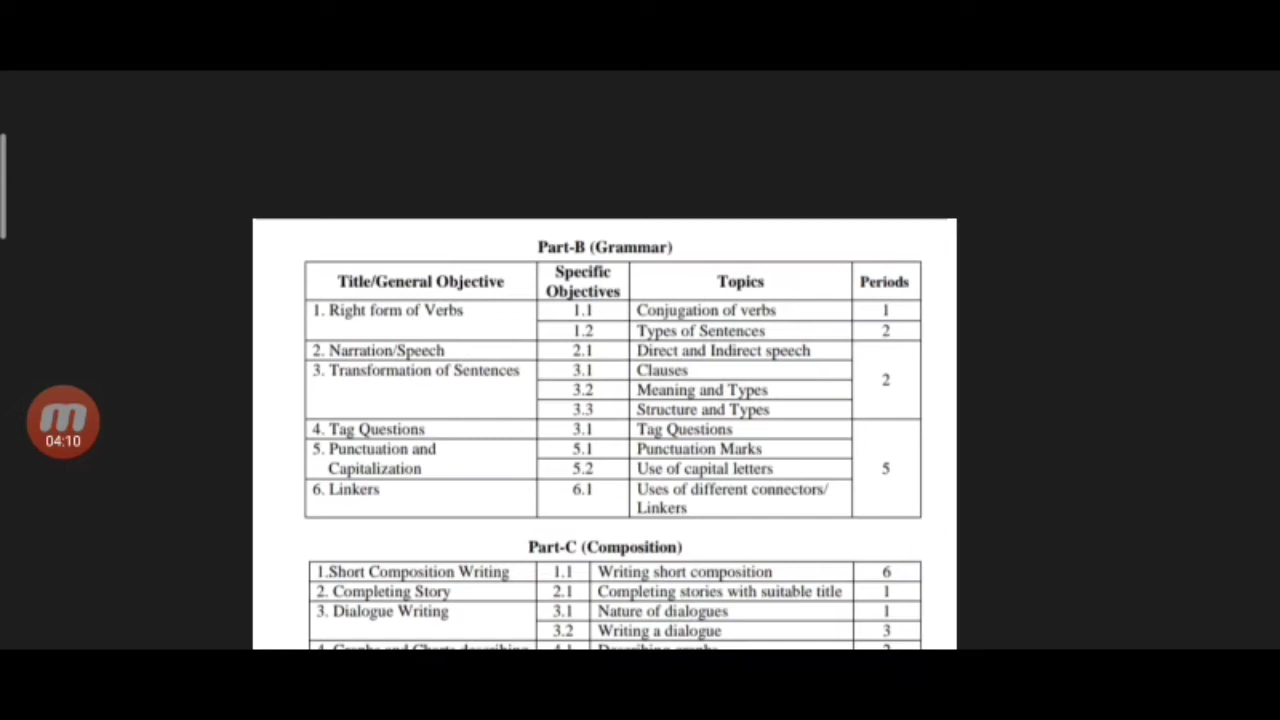 Part-B (Grammar)
Title/General Objective Specific Objectives Topics Periods
1. Right form of Verbs 1.1 Conjugation of verbs 1
1.2 Types of Sentences 2
2. Narration/Speech 2.1 Direct and Indirect speech
3. Transformation of Sentences 3.1 Clauses 2
3.2 Meaning and Types
3.3 Structure and Types
4. Tag Questions 3.1 Tag Questions
5. Punctuation and 5.1 Punctuation Marks
Capitalization 5.2 Use of capital letters 5
6. Linkers 6.1 Uses of different connectors/
Linkers
Part-C (Composition)
1.Short Composition Writing 1.1 Writing short composition 6
2. Completing Story 2.1 Completing stories with suitable title 1
3. Dialogue Writing 3.1 Nature of dialogues 1
3.2 Writing a dialogue 3
04:10